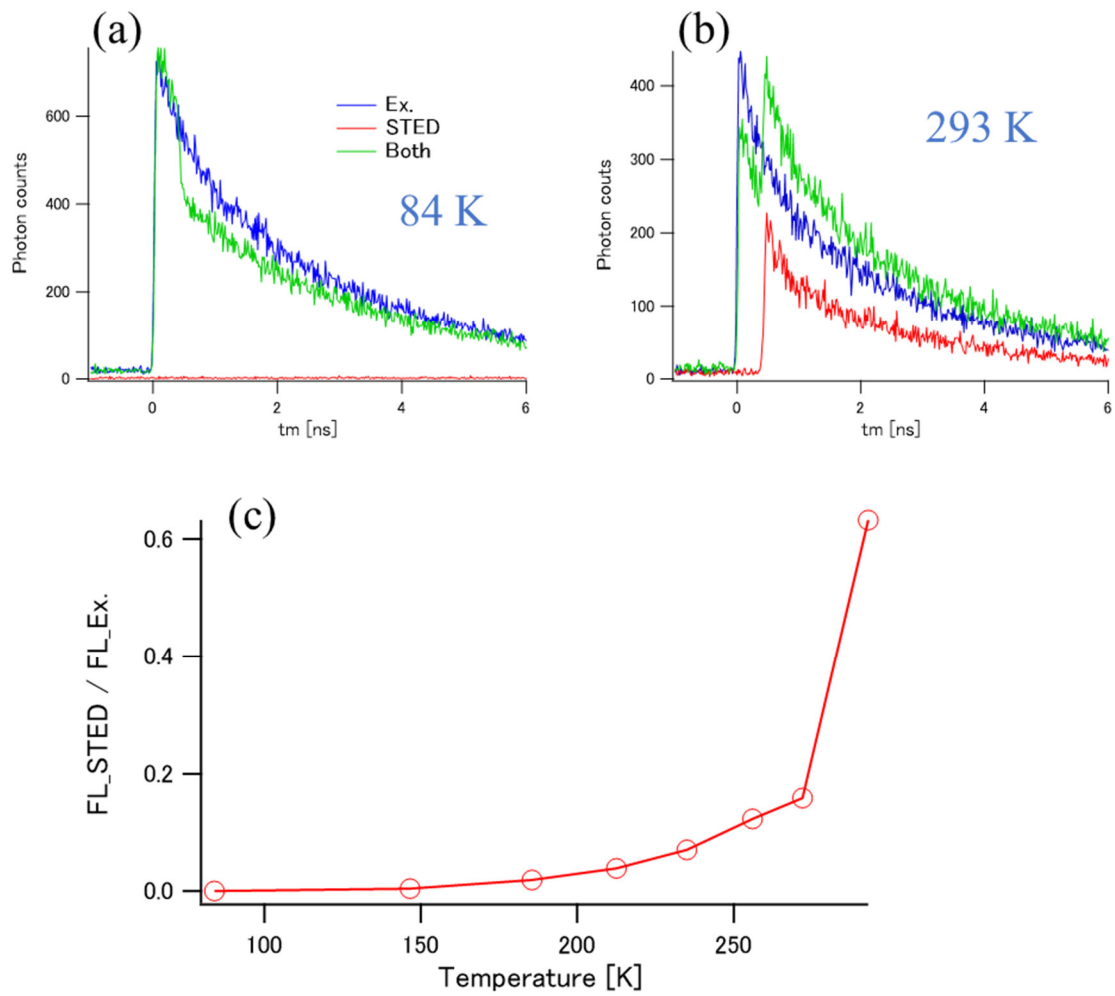 (a)
(b)
Photon counts
600
400
200
0
0
2
4
6
tm [ns]
Ex.
STED
Both
84 K
Photon couts
400
300
200
100
0
0
2
4
6
tm [ns]
293 K
(c)
FL_STED / FL_Ex.
0.6
0.4
0.2
0.0
100
150
200
250
Temperature [K]